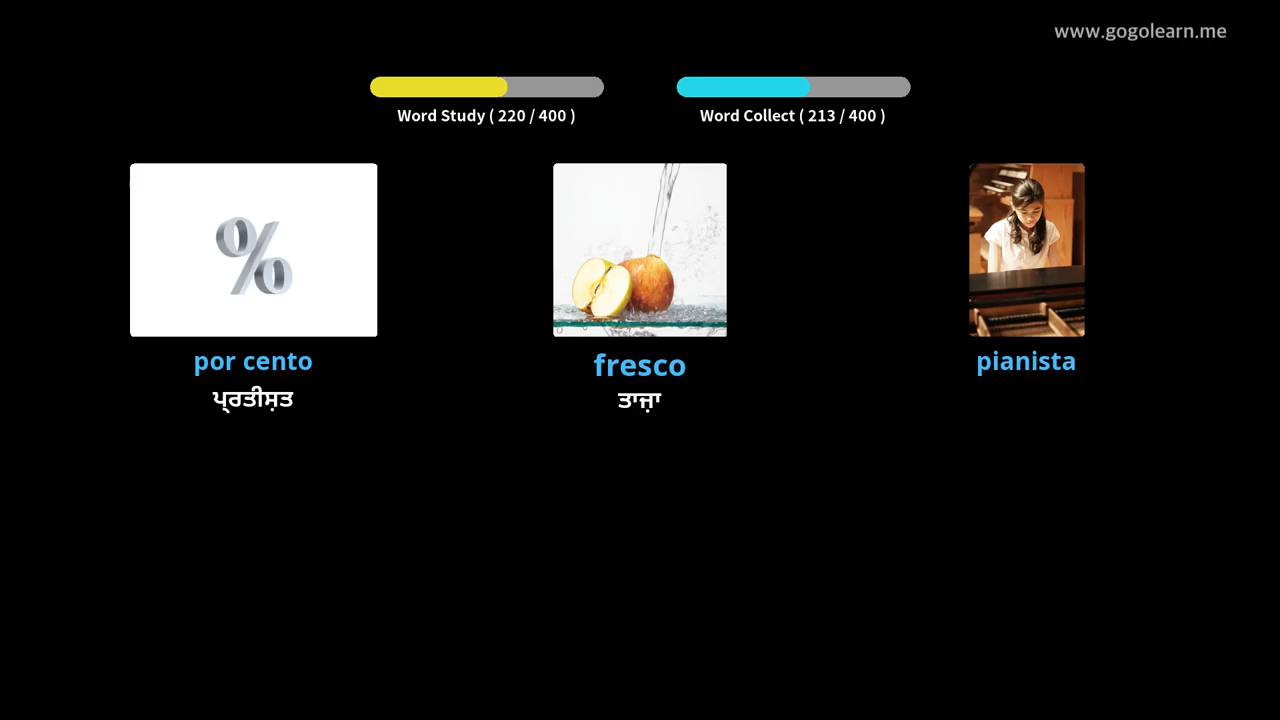 www.gogolearn.me
Word Study ( 220 / 400 )
Word Collect ( 213 / 400 )
por cento
fresco
pianista
ਪ੍ਰਤੀਸ਼ਤ
ਤਾਜ਼ਾ